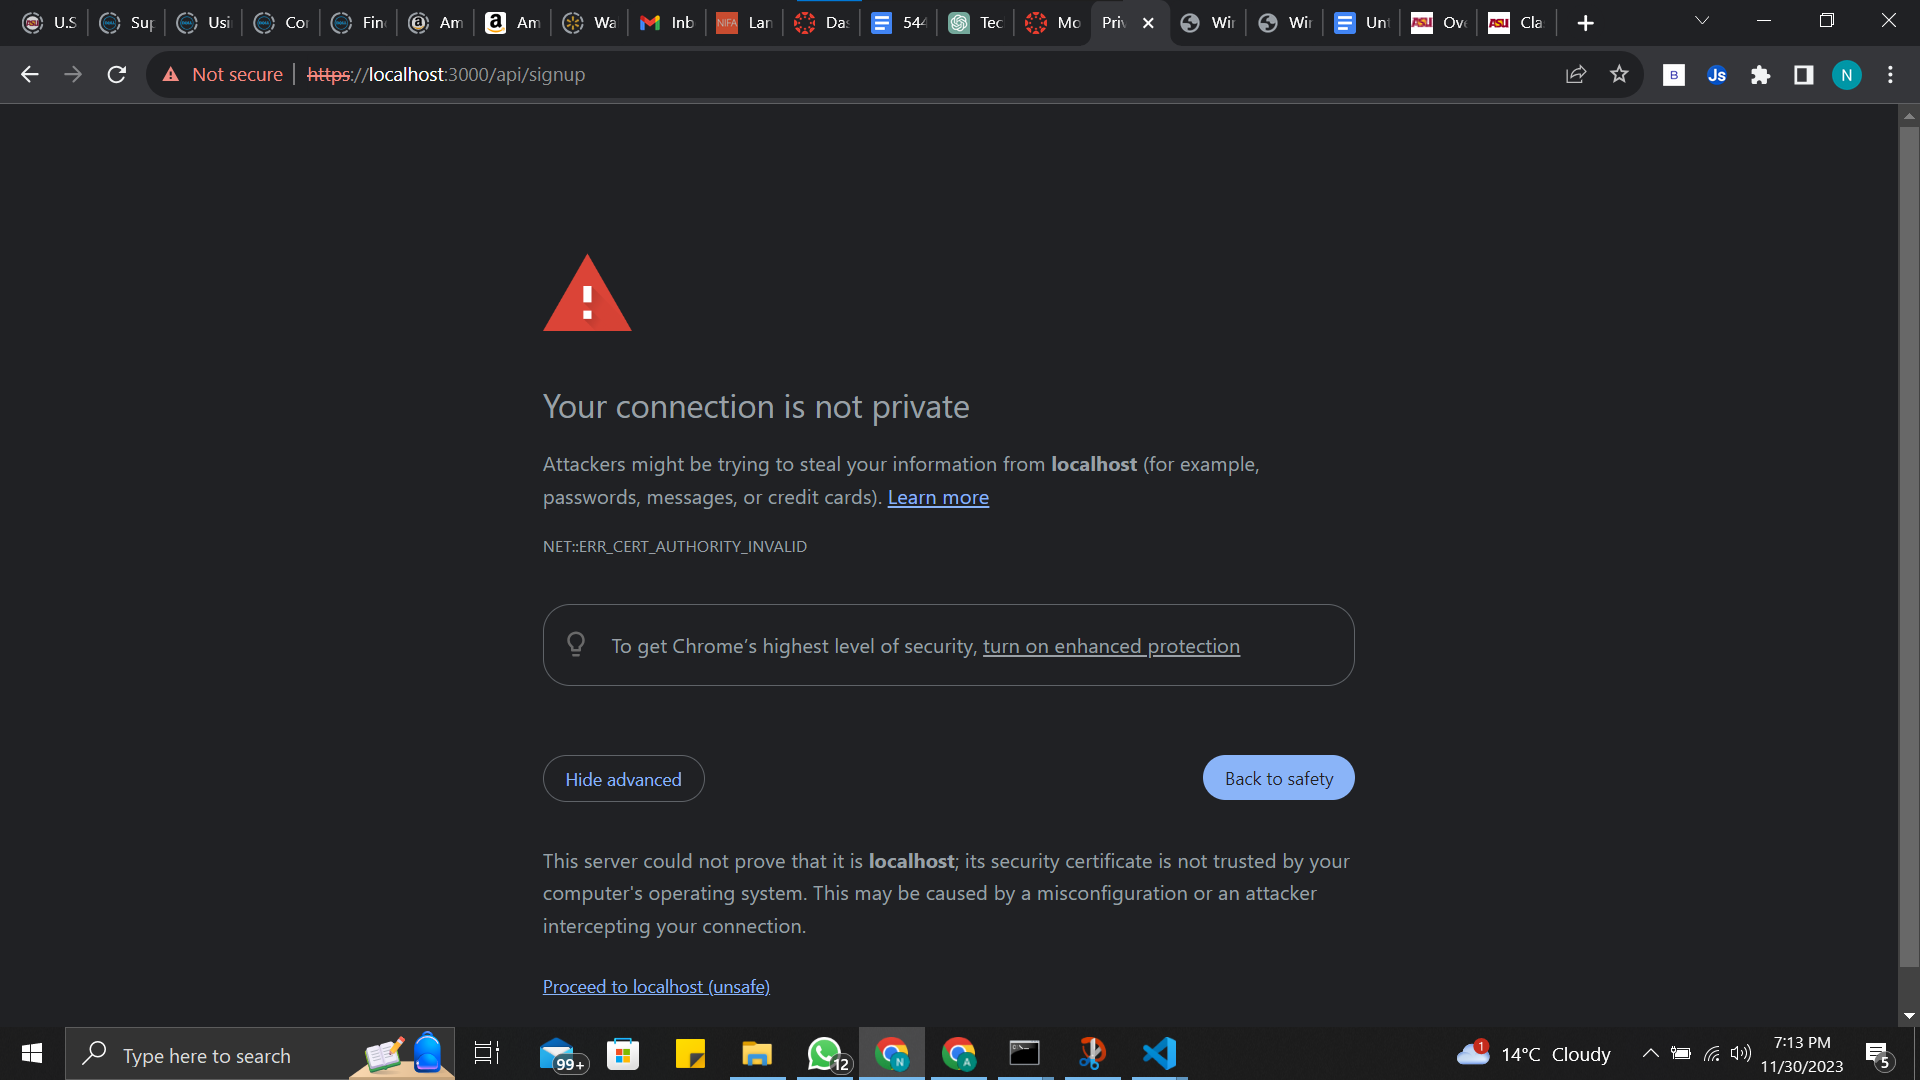 U.S
Sup
Usi
Cor
Fin
Am
Am
Wa
Inb
NIFA
Lan
Das
544
Tec
Mo
Priv
Wir
Wir
Unt
ASU
Ove
ASU
Cla
Not secure
https://localhost:3000/api/signup
B
Js
N
!
Your connection is not private
Attackers might be trying to steal your information from localhost (for example,
passwords, messages, or credit cards). Learn more
NET::ERR_CERT_AUTHORITY_INVALID
To get Chrome's highest level of security, turn on enhanced protection
Hide advanced
Back to safety
This server could not prove that it is localhost; its security certificate is not trusted by your
computer's operating system. This may be caused by a misconfiguration or an attacker
intercepting your connection.
Proceed to localhost (unsafe)
Type here to search
99+
12
N
A
1
14°C Cloudy
7:13 PM
11/30/2023
5